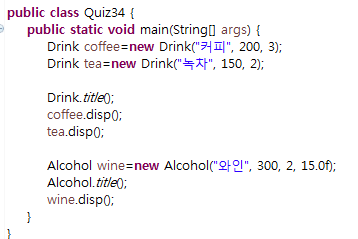 public class Quiz34 {
public static void main(String[] args) {
Drink coffee=new Drink("커피", 200, 3);
Drink tea=new Drink("녹차", 150, 2);
Drink.title();
coffee.disp();
tea.disp();
Alcohol wine=new Alcohol("와인", 300, 2, 15.0f);
Alcohol.title();
wine.disp();
}
}